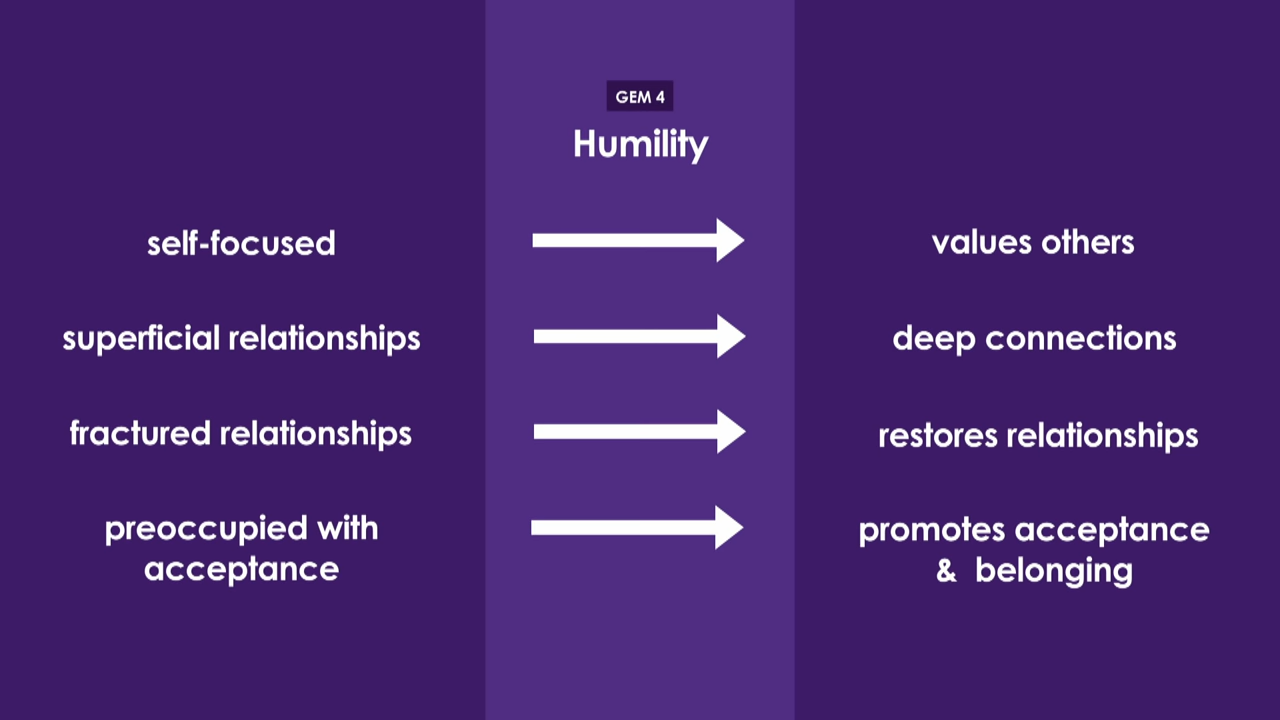 GEM 4
Humility
self-focused
values others
superficial relationships
deep connections
fractured relationships
restores relationships
preoccupied with
acceptance
promotes acceptance
& belonging